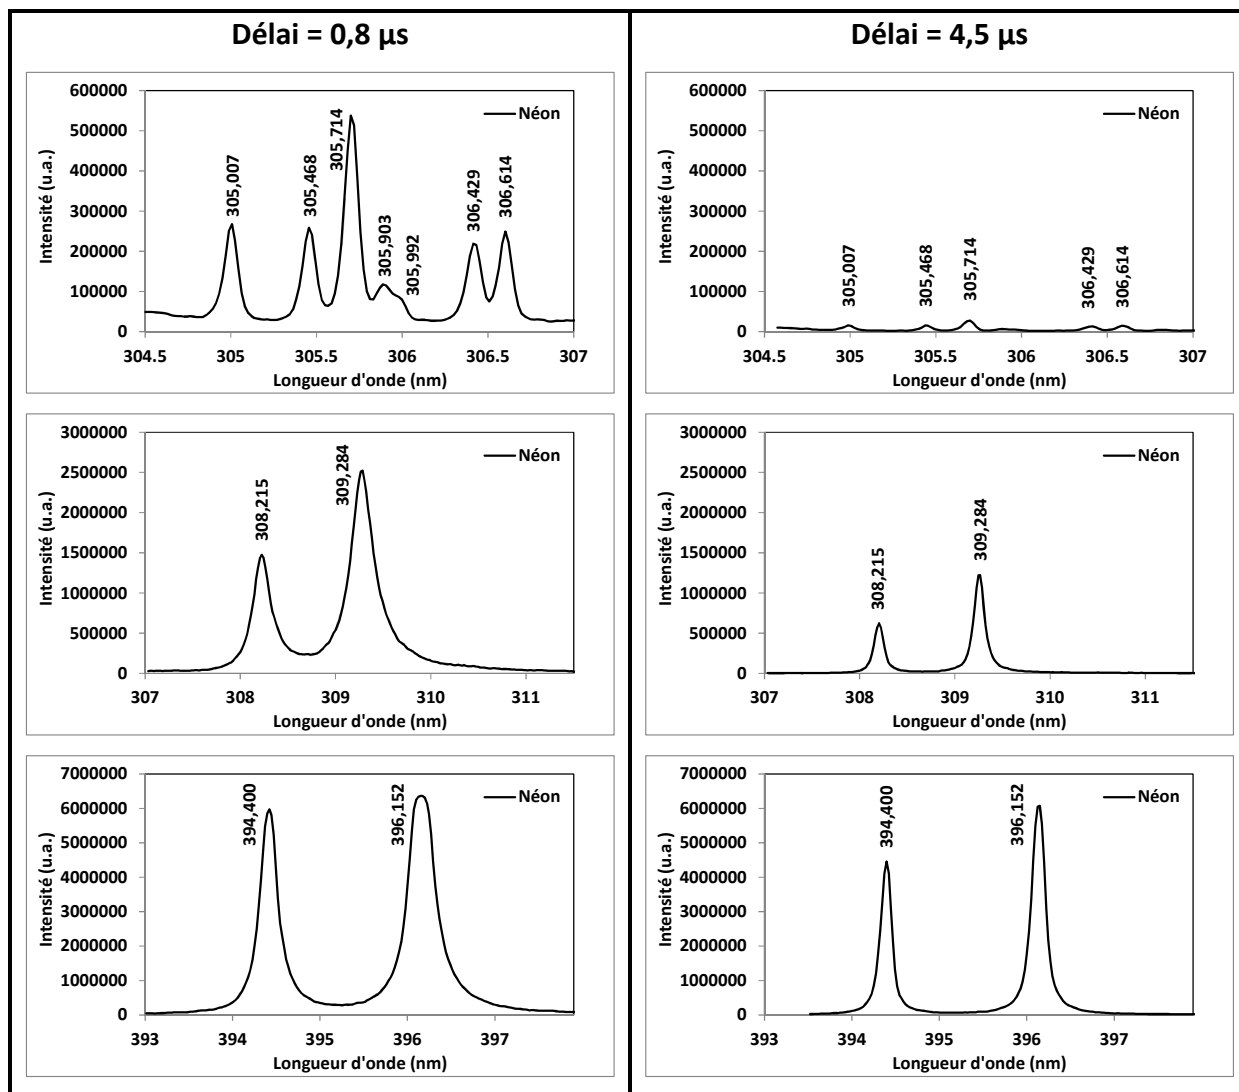 Délai = 0,8 µs
Délai = 4,5 µs
600000
500000
400000
300000
200000
100000
0
Intensité (u.a.)
305,007
305,468
305,714
305,903
305,992
306,429
306,614
Néon
304.5 305 305.5 306 306.5 307
Longueur d'onde (nm)
600000
500000
400000
300000
200000
100000
0
Intensité (u.a.)
305,007
305,468
305,714
306,429
306,614
Néon
304.5 305 305.5 306 306.5 307
Longueur d'onde (nm)
3000000
2500000
2000000
1500000
1000000
500000
0
Intensité (u.a.)
308,215
309,284
Néon
307 308 309 310 311
Longueur d'onde (nm)
3000000
2500000
2000000
1500000
1000000
500000
0
Intensité (u.a.)
308,215
309,284
Néon
307 308 309 310 311
Longueur d'onde (nm)
7000000
6000000
5000000
4000000
3000000
2000000
1000000
0
Intensité (u.a.)
394,400
396,152
Néon
393 394 395 396 397
Longueur d'onde (nm)
7000000
6000000
5000000
4000000
3000000
2000000
1000000
0
Intensité (u.a.)
394,400
396,152
Néon
393 394 395 396 397
Longueur d'onde (nm)